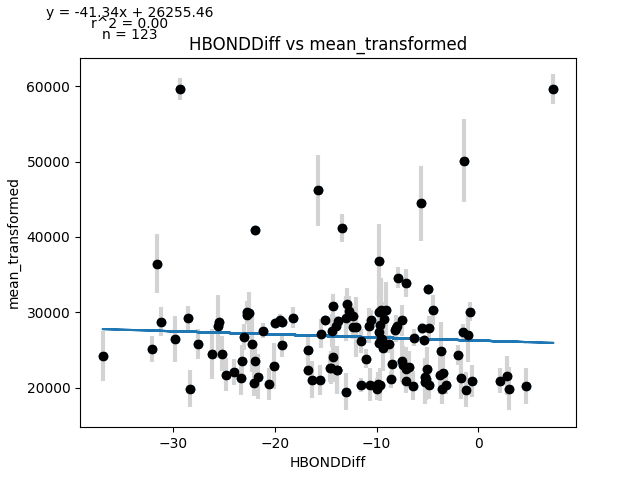 y = -41.34x + 26255.46
r^2 = 0.00
n = 123
HBONDDiff vs mean_transformed
60000
50000
40000
30000
20000
mean_transformed
−30
−20
−10
0
HBONDDiff